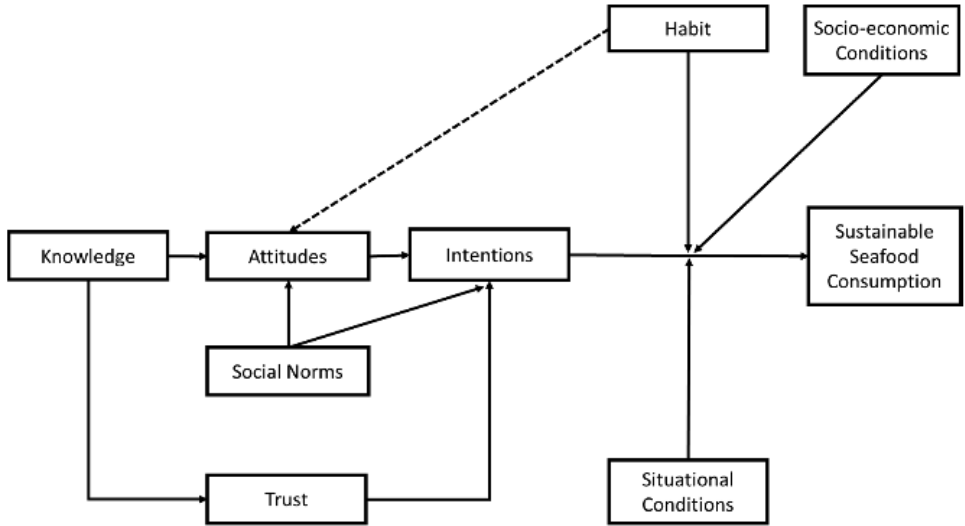 Habit
Socio-economic
Conditions
Knowledge
Attitudes
Intentions
Sustainable
Seafood
Consumption
Social Norms
Trust
Situational
Conditions